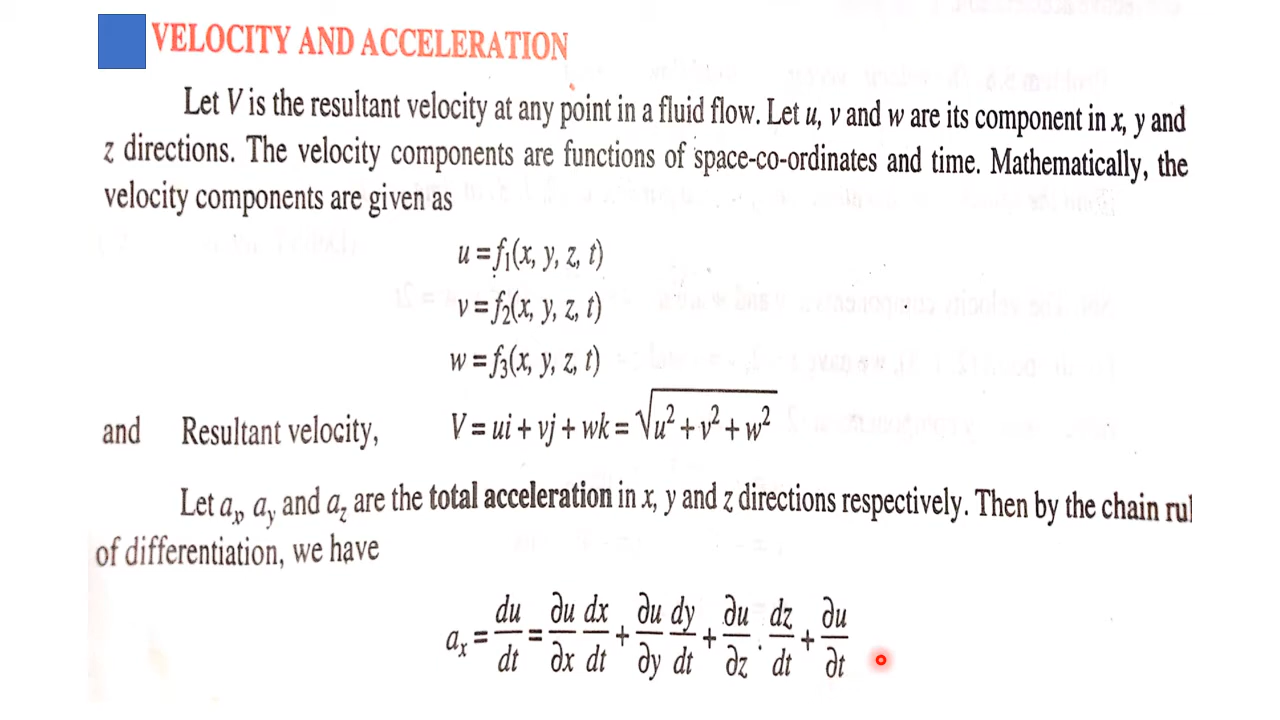 VELOCITY AND ACCELERATION
Let V is the resultant velocity at any point in a fluid flow. Let u, v and w are its component in x, y and
z directions. The velocity components are functions of space-co-ordinates and time. Mathematically, the
velocity components are given as
u = f₁(x, y, z, t)
v = f₂(x, y, z, t)
w = f₃(x, y, z, t)
and Resultant velocity, V = ui + vj + wk = √(u² + v² + w²)
Let aₓ, a_y and a_z are the total acceleration in x, y and z directions respectively. Then by the chain rul
of differentiation, we have
aₓ = du/dt = ∂u/∂x dx/dt + ∂u/∂y dy/dt + ∂u/∂z · dz/dt + ∂u/∂t